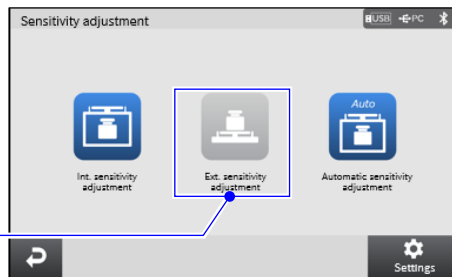 Sensitivity adjustment
USB PC
Auto
Int. sensitivity
adjustment
Ext. sensitivity
adjustment
Automatic sensitivity
adjustment
Settings